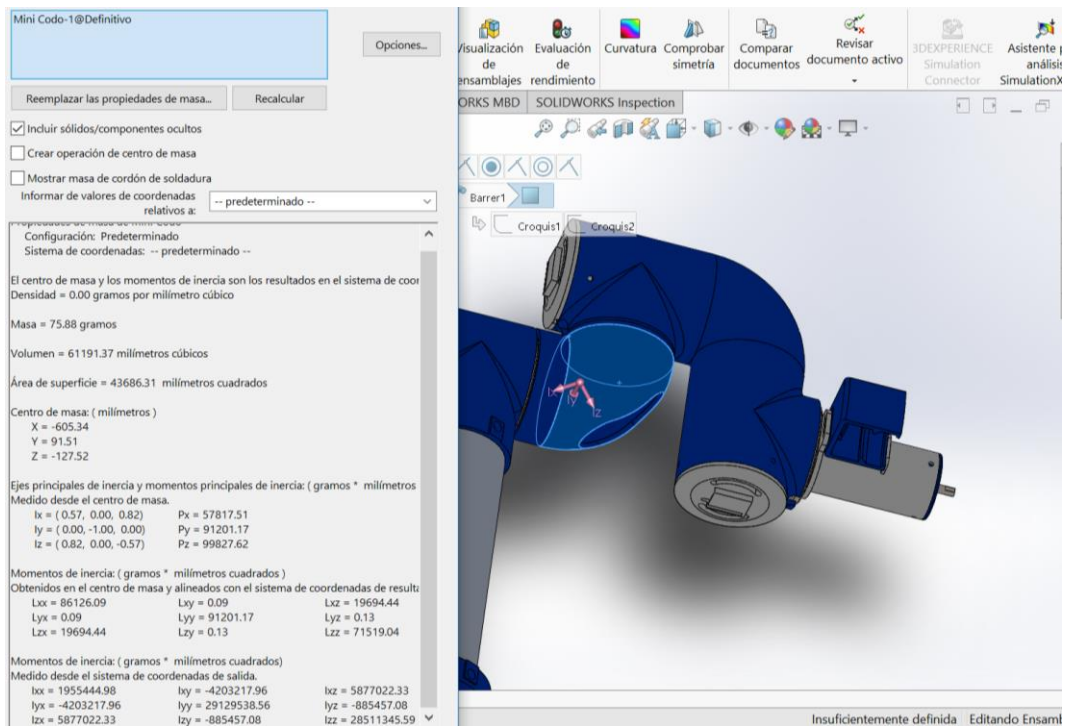 Mini Codo-1@Definitivo
Opciones...
Reemplazar las propiedades de masa...
Recalcular
Incluir sólidos/componentes ocultos
Crear operación de centro de masa
Mostrar masa de cordón de soldadura
Informar de valores de coordenadas
relativos a:
-- predeterminado --
Propiedades de masa de Mini Codo
Configuración: Predeterminado
Sistema de coordenadas: -- predeterminado --
El centro de masa y los momentos de inercia son los resultados en el sistema de coor
Densidad = 0.00 gramos por milímetro cúbico
Masa = 75.88 gramos
Volumen = 61191.37 milímetros cúbicos
Área de superficie = 43686.31 milímetros cuadrados
Centro de masa: ( milímetros )
X = -605.34
Y = 91.51
Z = -127.52
Ejes principales de inercia y momentos principales de inercia: ( gramos * milímetros
Medido desde el centro de masa.
Ix = ( 0.57, 0.00, 0.82) Px = 57817.51
Iy = ( 0.00, -1.00, 0.00) Py = 91201.17
Iz = ( 0.82, 0.00, -0.57) Pz = 99827.62
Momentos de inercia: ( gramos * milímetros cuadrados )
Obtenidos en el centro de masa y alineados con el sistema de coordenadas de resulta
Lxx = 86126.09 Lxy = 0.09 Lxz = 19694.44
Lyx = 0.09 Lyy = 91201.17 Lyz = 0.13
Lzx = 19694.44 Lzy = 0.13 Lzz = 71519.04
Momentos de inercia: ( gramos * milímetros cuadrados)
Medido desde el sistema de coordenadas de salida.
Ixx = 1955444.98 Ixy = -4203217.96 Ixz = 5877022.33
Iyx = -4203217.96 Iyy = 29129538.56 Iyz = -885457.08
Izx = 5877022.33 Izy = -885457.08 Izz = 28511345.59
Visualización
de
ensamblajes
Evaluación
de
rendimiento
Curvatura
Comprobar
simetría
Comparar
documentos
Revisar
documento activo
3DEXPERIENCE
Simulation
Connector
Asistente p
análisis
SimulationX
ORKS MBD
SOLIDWORKS Inspection
Barrer1
Croquis1
Croquis2
Ix
Iy
Iz
Insuficientemente definida
Editando Ensamb